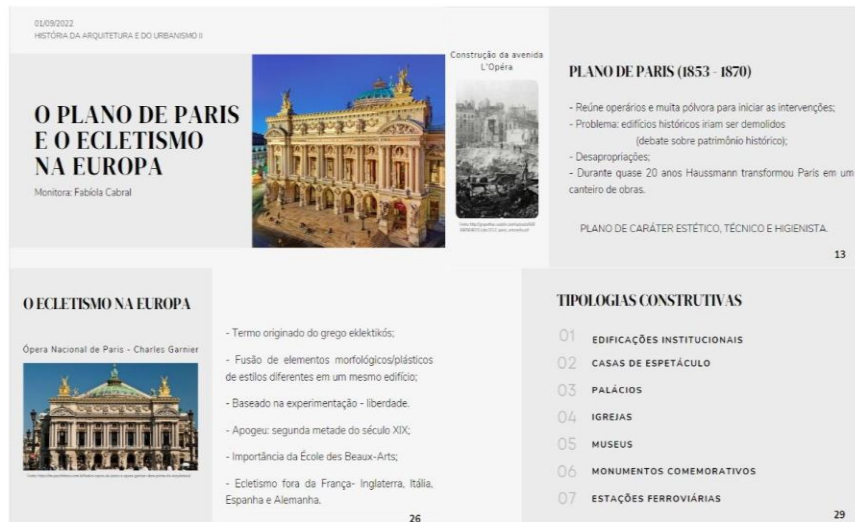 01/09/2022
HISTÓRIA DA ARQUITETURA E DO URBANISMO II
O PLANO DE PARIS
E O ECLETISMO
NA EUROPA
Monitora: Fabíola Cabral
Construção da avenida
L'Opéra
PLANO DE PARIS (1853 - 1870)
- Reúne operários e muita pólvora para iniciar as intervenções;
- Problema: edifícios históricos iriam ser demolidos
(debate sobre patrimônio histórico);
- Desapropriações;
- Durante quase 20 anos Haussmann transformou Paris em um
canteiro de obras.
PLANO DE CARÁTER ESTÉTICO, TÉCNICO E HIGIENISTA.
13
O ECLETISMO NA EUROPA
Ópera Nacional de Paris - Charles Garnier
- Termo originado do grego eklektikós;
- Fusão de elementos morfológicos/plásticos
de estilos diferentes em um mesmo edifício;
- Baseado na experimentação - liberdade.
- Apogeu: segunda metade do século XIX;
- Importância da École des Beaux-Arts;
- Ecletismo fora da França- Inglaterra, Itália,
Espanha e Alemanha.
26
TIPOLOGIAS CONSTRUTIVAS
01 EDIFICAÇÕES INSTITUCIONAIS
02 CASAS DE ESPETÁCULO
03 PALÁCIOS
04 IGREJAS
05 MUSEUS
06 MONUMENTOS COMEMORATIVOS
07 ESTAÇÕES FERROVIÁRIAS
29